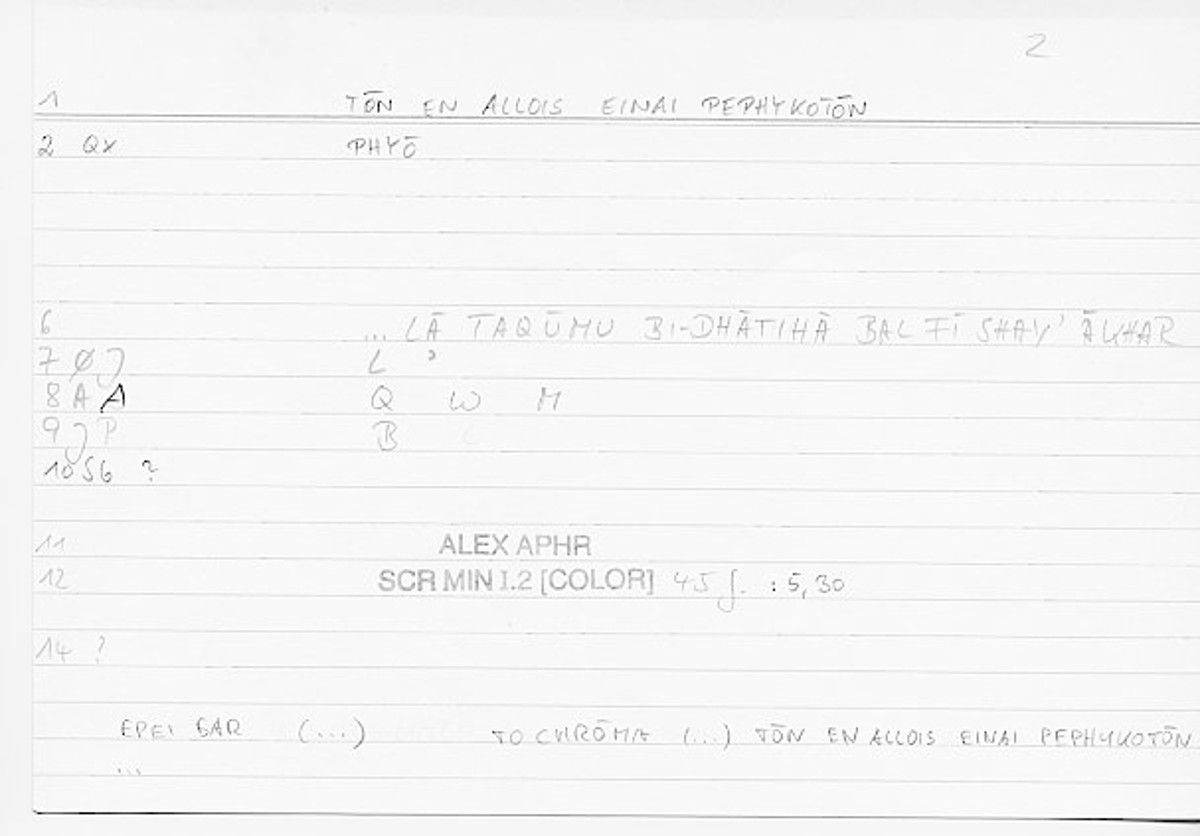 2
1 TŌN EN ALLOIS EINAI PEPHYKOTŌN
2 Qx PHYŌ
6 ... LĀ TAQŪMU BI-DHĀTIHĀ BAL FĪ SHAY' ĀKHAR
7 Ø) L ʾ
8 A A Q W M
9 ) P B
10 56 ?
11 ALEX APHR
12 SCR MIN I.2 [COLOR] 45 f. : 5,30
14 ?
EPEI GAR (...) TO CHRŌMA (...) TŌN EN ALLOIS EINAI PEPHYKOTŌN
...